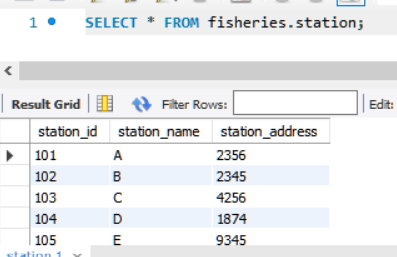 1 SELECT * FROM fisheries.station;
Result Grid Filter Rows: Edit:
station_id station_name station_address
101 A 2356
102 B 2345
103 C 4256
104 D 1874
105 E 9345
station 1